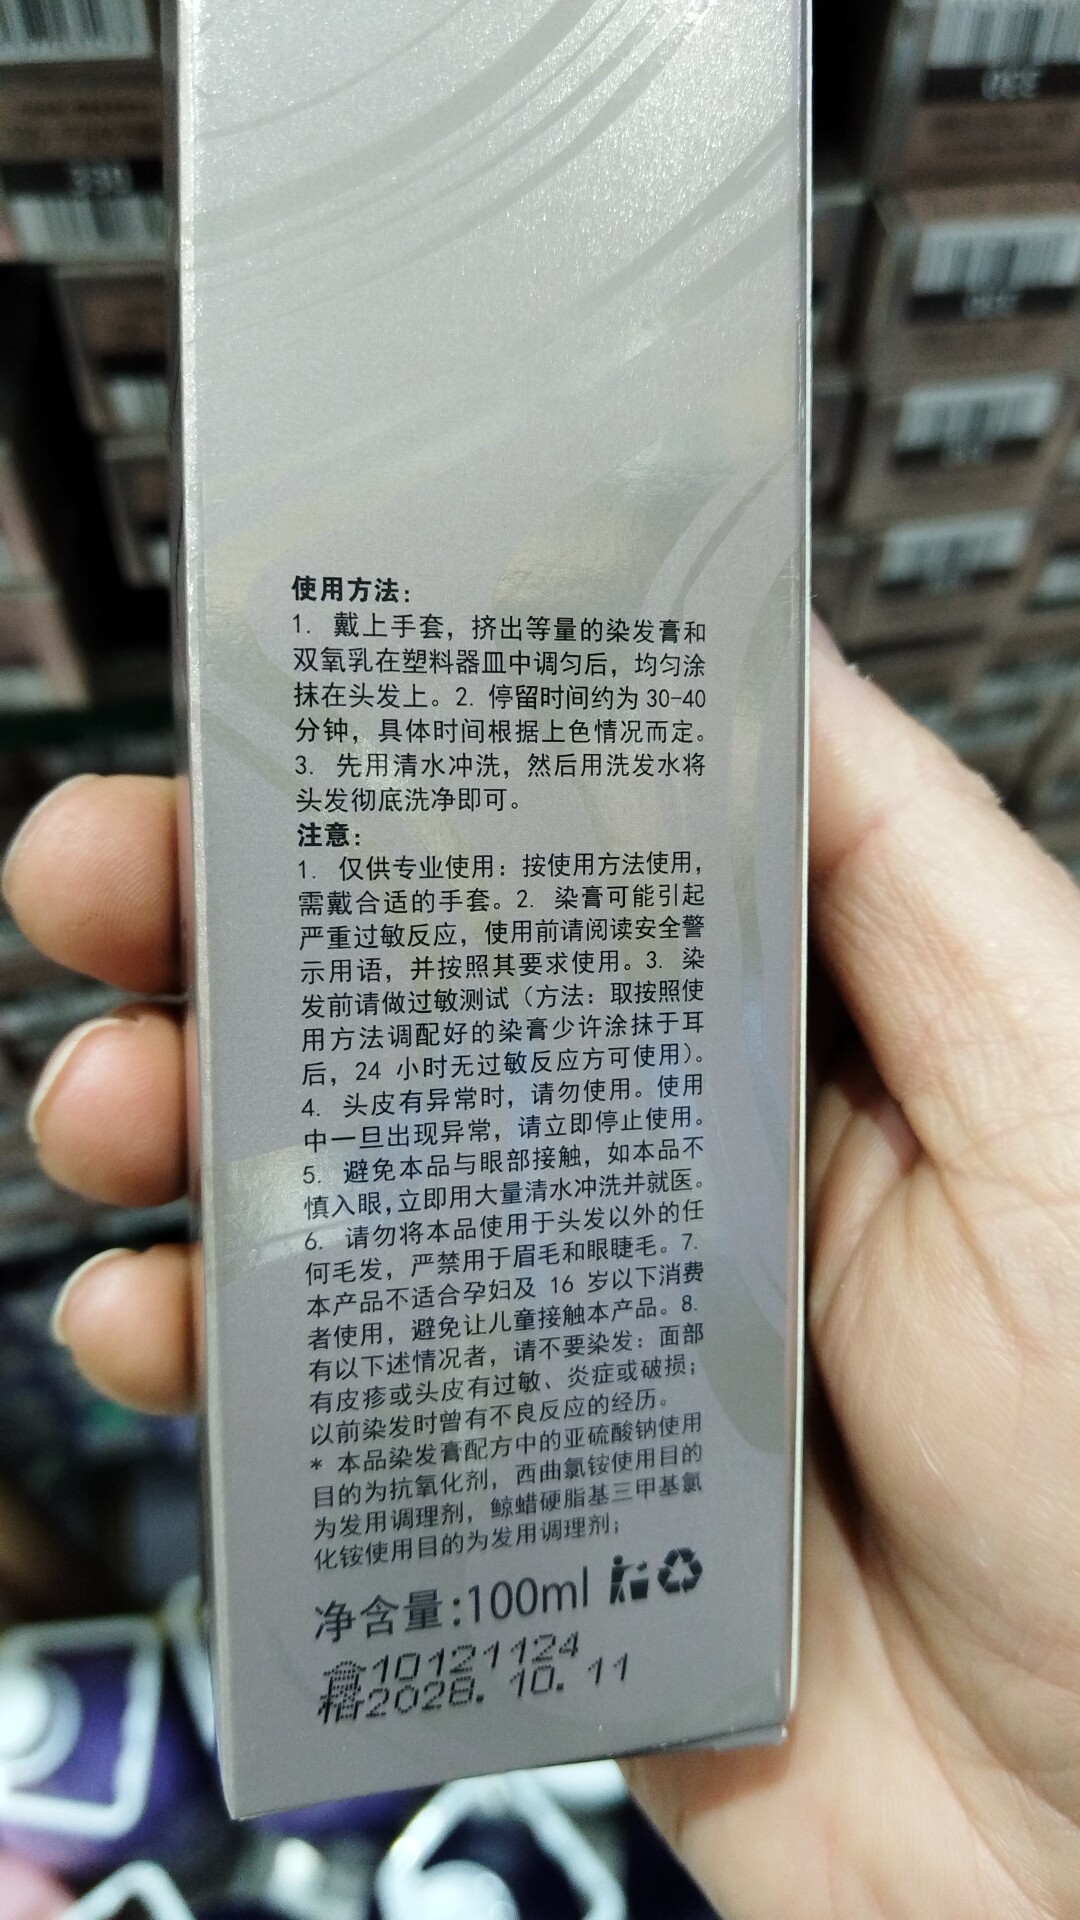 使用方法：
1. 戴上手套，挤出等量的染发膏和
双氧乳在塑料器皿中调匀后，均匀涂
抹在头发上。2. 停留时间约为30-40
分钟，具体时间根据上色情况而定。
3. 先用清水冲洗，然后用洗发水将
头发彻底洗净即可。
注意：
1. 仅供专业使用：按使用方法使用，
需戴合适的手套。2. 染膏可能引起
严重过敏反应，使用前请阅读安全警
示用语，并按照其要求使用。3. 染
发前请做过敏测试（方法：取按照使
用方法调配好的染膏少许涂抹于耳
后，24 小时无过敏反应方可使用）。
4. 头皮有异常时，请勿使用。使用
中一旦出现异常，请立即停止使用。
5. 避免本品与眼部接触，如本品不
慎入眼，立即用大量清水冲洗并就医。
6. 请勿将本品使用于头发以外的任
何毛发，严禁用于眉毛和眼睫毛。7.
本产品不适合孕妇及 16 岁以下消费
者使用，避免让儿童接触本产品。8.
有以下述情况者，请不要染发：面部
有皮疹或头皮有过敏、炎症或破损；
以前染发时曾有不良反应的经历。
* 本品染发膏配方中的亚硫酸钠使用
目的为抗氧化剂，西曲氯铵使用目的
为发用调理剂，鲸蜡硬脂基三甲基氯
化铵使用目的为发用调理剂；
净含量:100ml
10121124
2028. 10. 11